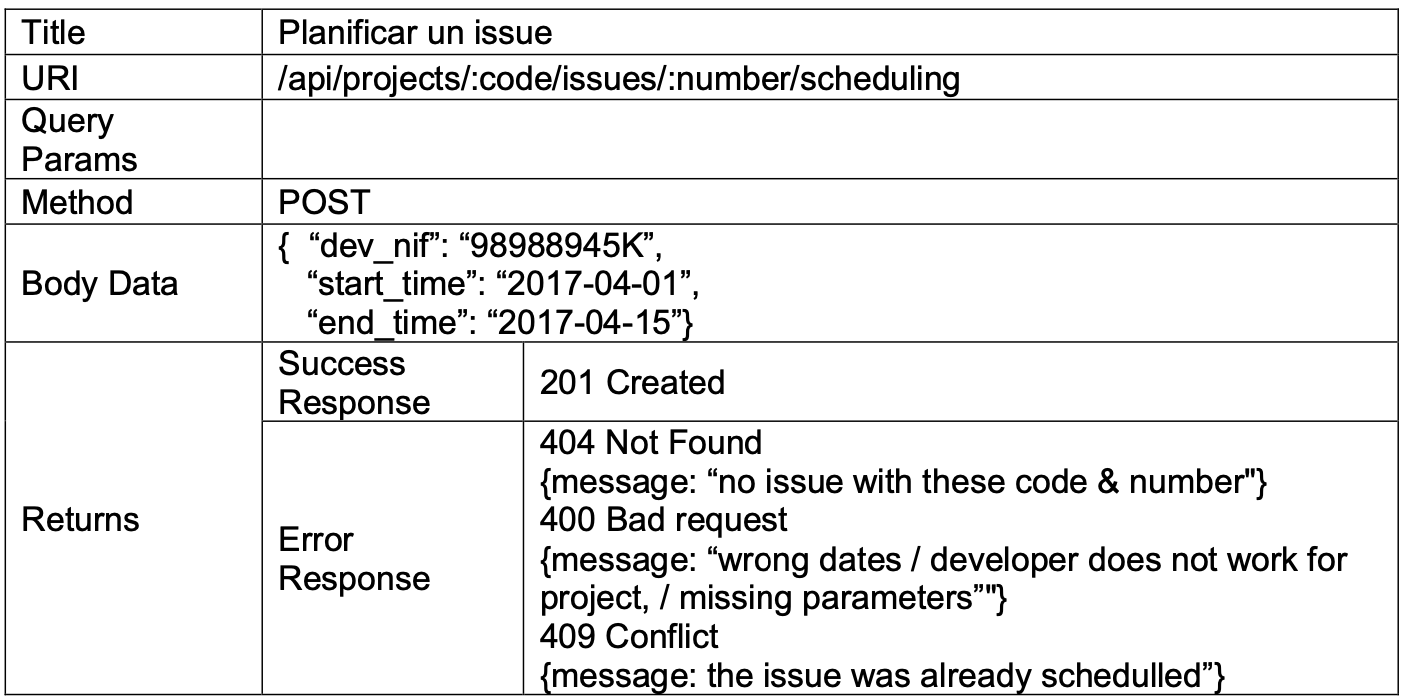 Title
Planificar un issue
URI
/api/projects/:code/issues/:number/scheduling
Query
Params
Method
POST
Body Data
{  “dev_nif”: “98988945K”,
“start_time”: “2017-04-01”,
“end_time”: “2017-04-15”}
Returns
Success
Response
201 Created
Error
Response
404 Not Found
{message: “no issue with these code & number"}
400 Bad request
{message: “wrong dates / developer does not work for
project, / missing parameters”"}
409 Conflict
{message: the issue was already schedulled”}